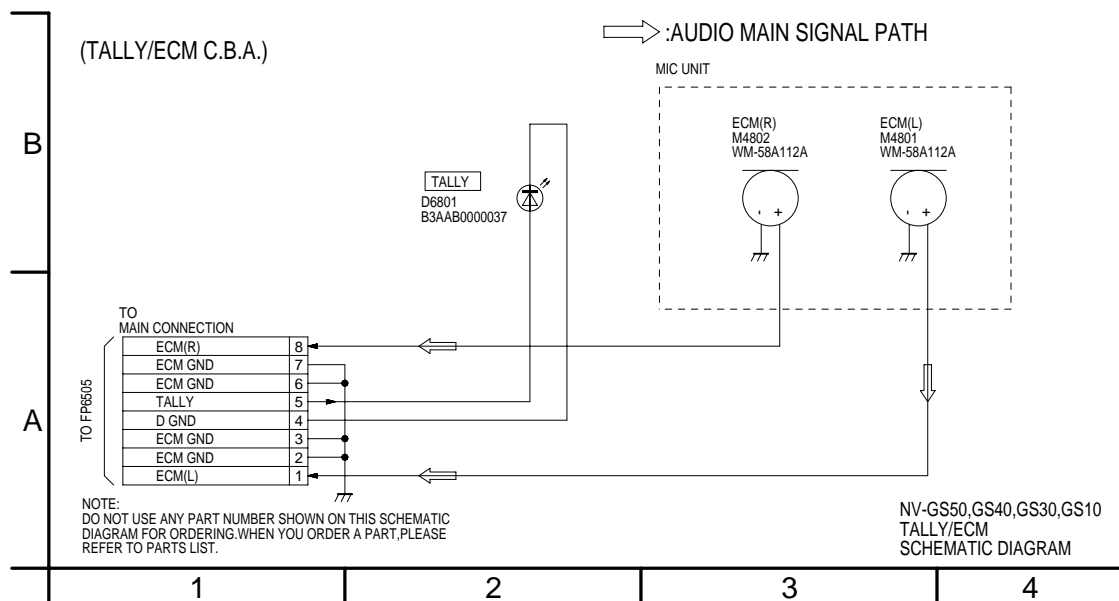 (TALLY/ECM C.B.A.)
:AUDIO MAIN SIGNAL PATH
MIC UNIT
B
ECM(R)
M4802
WM-58A112A
ECM(L)
M4801
WM-58A112A
- +
- +
TALLY
D6801
B3AAB0000037
TO
MAIN CONNECTION
TO FP6505
ECM(R) 8
ECM GND 7
ECM GND 6
TALLY 5
D GND 4
ECM GND 3
ECM GND 2
ECM(L) 1
A
NOTE:
DO NOT USE ANY PART NUMBER SHOWN ON THIS SCHEMATIC
DIAGRAM FOR ORDERING.WHEN YOU ORDER A PART,PLEASE
REFER TO PARTS LIST.
NV-GS50,GS40,GS30,GS10
TALLY/ECM
SCHEMATIC DIAGRAM
1 2 3 4